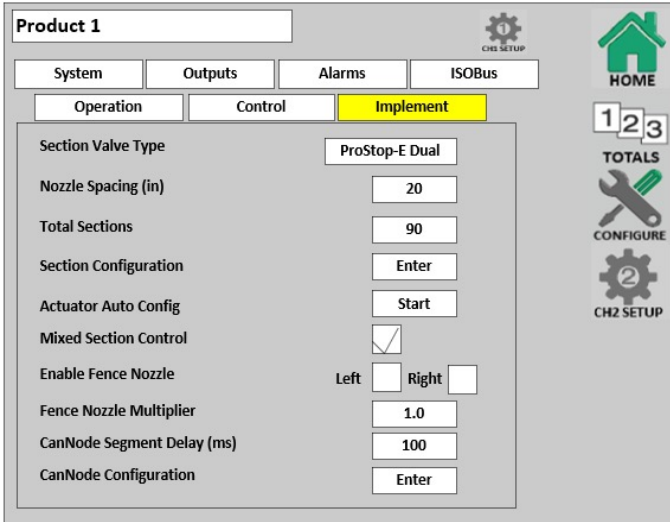 Product 1
1
CH1 SETUP
HOME
System Outputs Alarms ISOBus
Operation Control Implement
123
TOTALS
Section Valve Type ProStop-E Dual
Nozzle Spacing (in) 20
Total Sections 90
CONFIGURE
Section Configuration Enter
2
Actuator Auto Config Start
CH2 SETUP
Mixed Section Control
Enable Fence Nozzle Left Right
Fence Nozzle Multiplier 1.0
CanNode Segment Delay (ms) 100
CanNode Configuration Enter